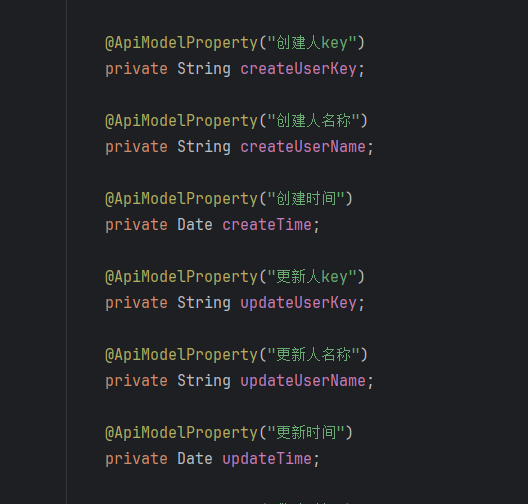 @ApiModelProperty("创建人key")
private String createUserKey;
@ApiModelProperty("创建人名称")
private String createUserName;
@ApiModelProperty("创建时间")
private Date createTime;
@ApiModelProperty("更新人key")
private String updateUserKey;
@ApiModelProperty("更新人名称")
private String updateUserName;
@ApiModelProperty("更新时间")
private Date updateTime;